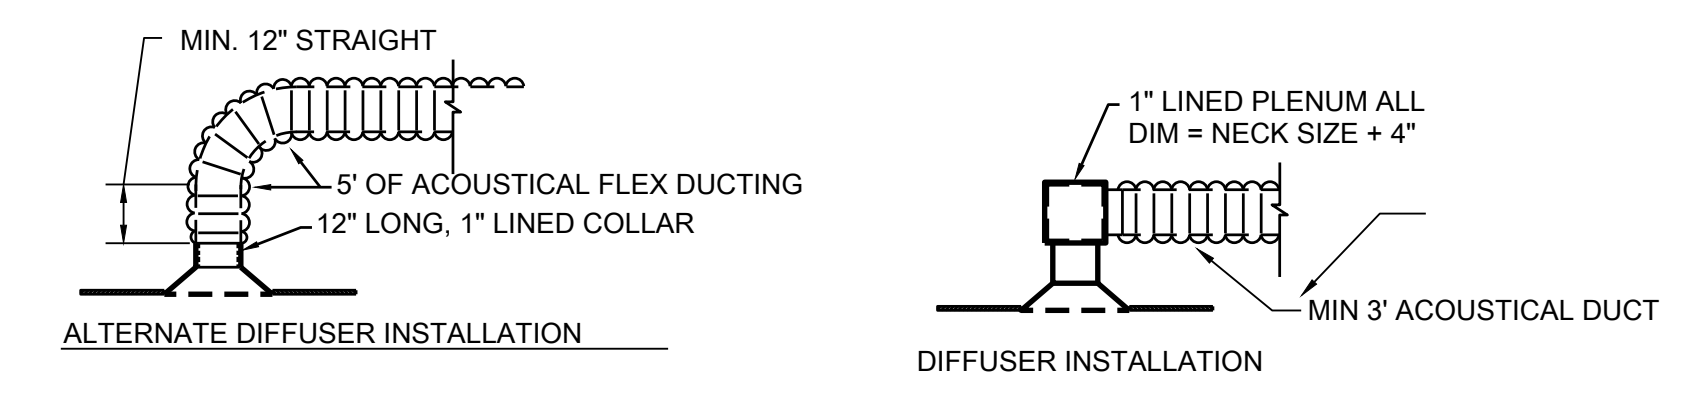 MIN. 12" STRAIGHT
5' OF ACOUSTICAL FLEX DUCTING
12" LONG, 1" LINED COLLAR
ALTERNATE DIFFUSER INSTALLATION
1" LINED PLENUM ALL
DIM = NECK SIZE + 4"
MIN 3' ACOUSTICAL DUCT
DIFFUSER INSTALLATION